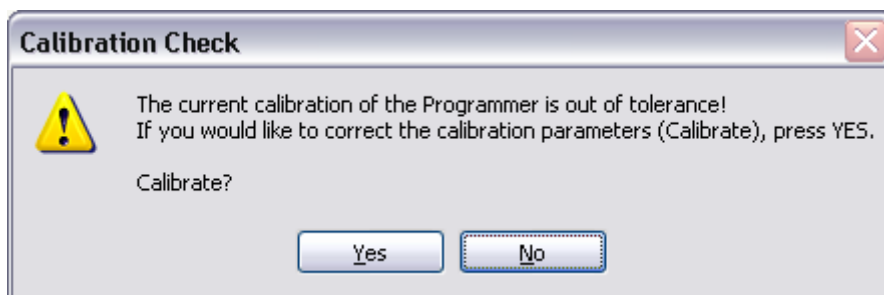 Calibration Check
The current calibration of the Programmer is out of tolerance!
If you would like to correct the calibration parameters (Calibrate), press YES.
Calibrate?
Yes No